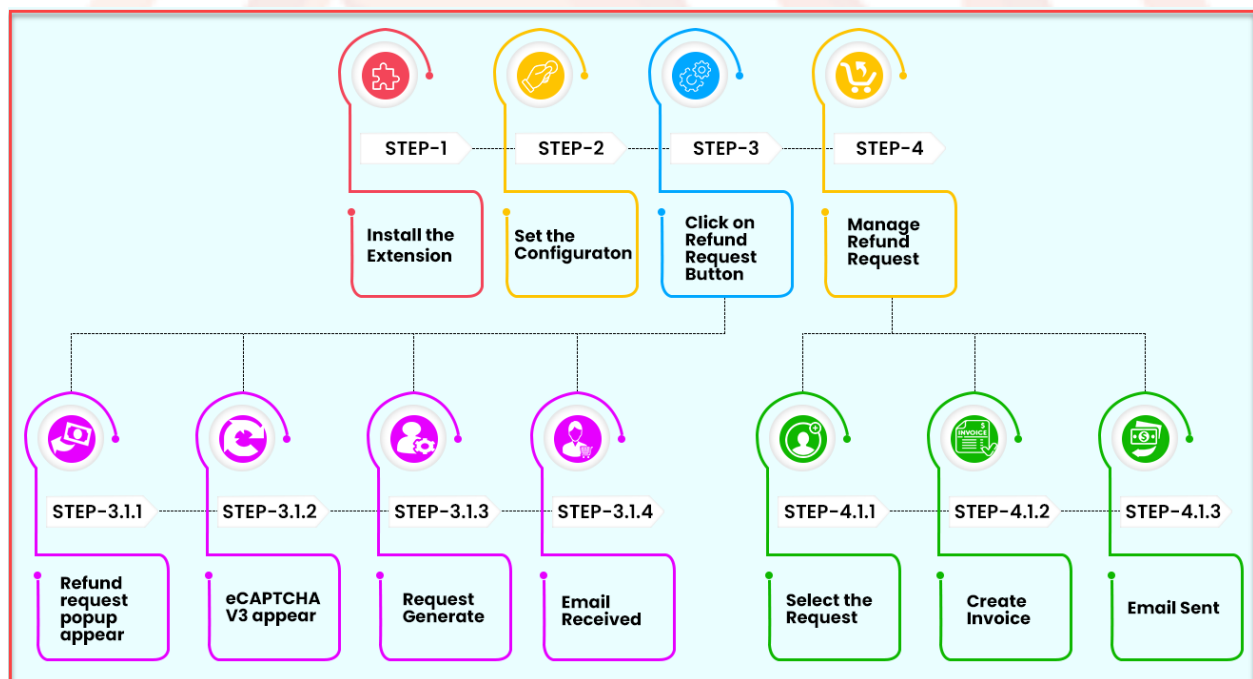 STEP-1
STEP-2
STEP-3
STEP-4
Install the
Extension
Set the
Configuraton
Click on
Refund
Request
Button
Manage
Refund
Request
INVOICE
STEP-3.1.1
STEP-3.1.2
STEP-3.1.3
STEP-3.1.4
STEP-4.1.1
STEP-4.1.2
STEP-4.1.3
Refund
request
popup
appear
eCAPTCHA
V3 appear
Request
Generate
Email
Received
Select the
Request
Create
Invoice
Email Sent